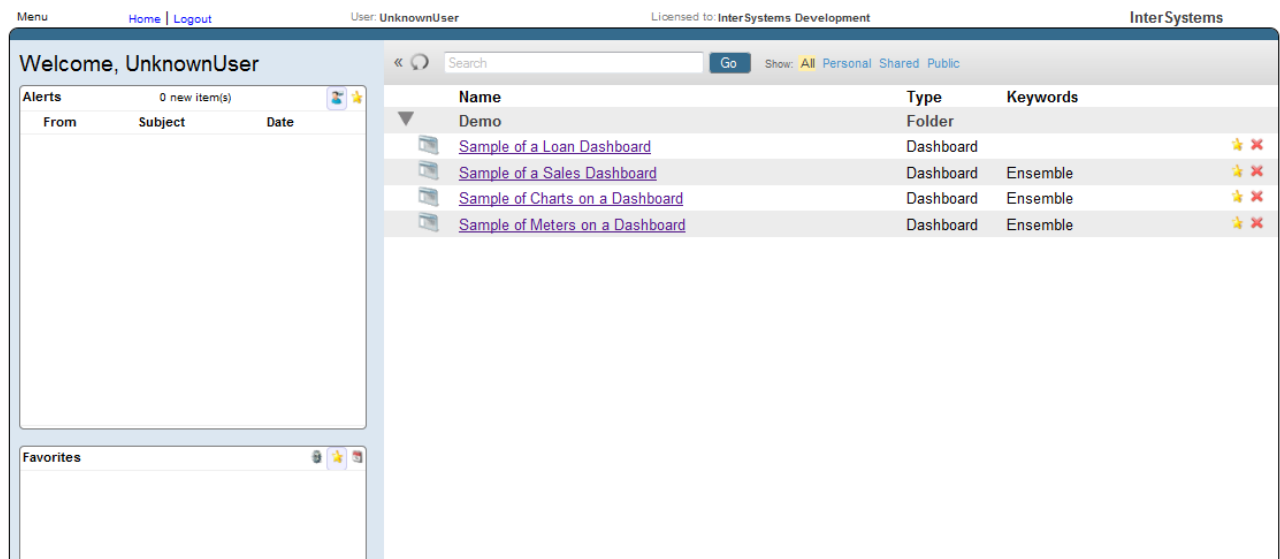 Menu Home | Logout User: UnknownUser Licensed to: InterSystems Development InterSystems
Welcome, UnknownUser
« Search Go Show: All Personal Shared Public
Alerts 0 new item(s)
From Subject Date
Name Type Keywords
Demo Folder
Sample of a Loan Dashboard Dashboard
Sample of a Sales Dashboard Dashboard Ensemble
Sample of Charts on a Dashboard Dashboard Ensemble
Sample of Meters on a Dashboard Dashboard Ensemble
Favorites